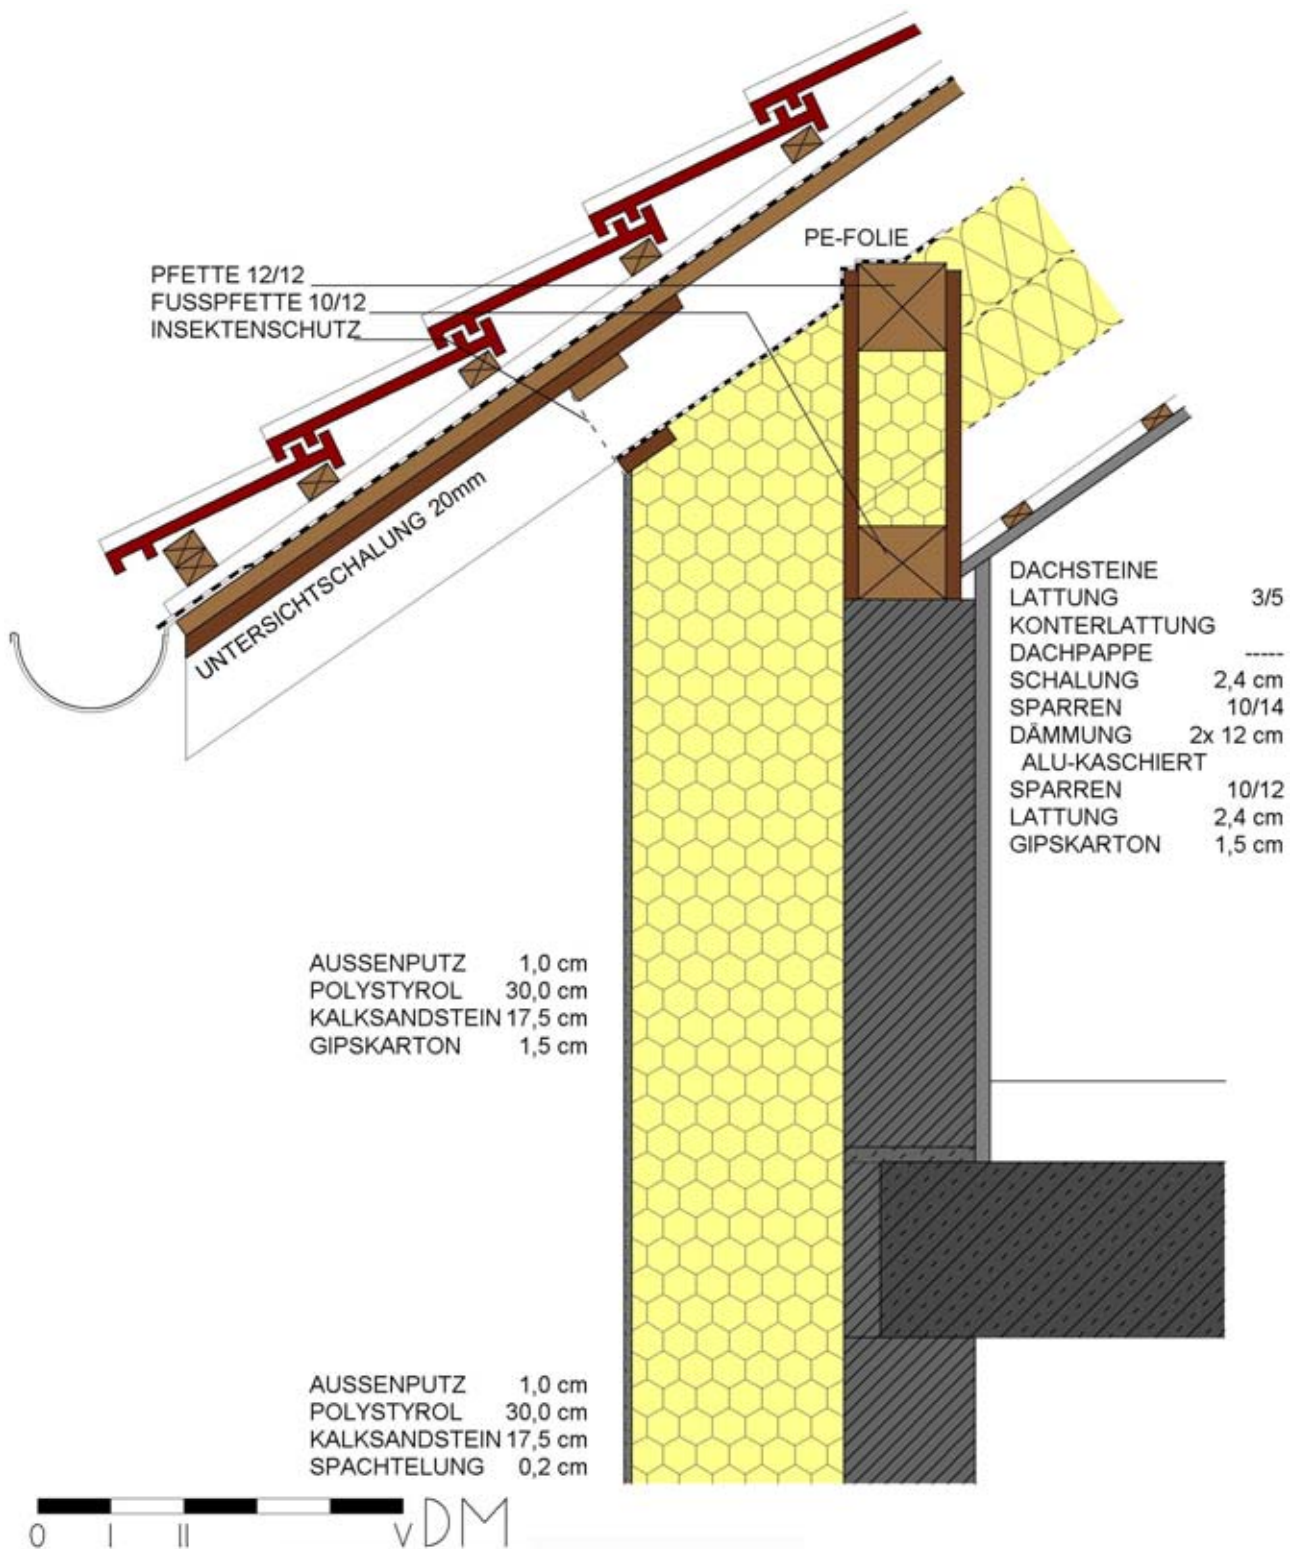 PE-FOLIE
PFETTE 12/12
FUSSPFETTE 10/12
INSEKTENSCHUTZ
UNTERSICHTSCHALUNG 20mm
DACHSTEINE
LATTUNG 3/5
KONTERLATTUNG
DACHPAPPE -----
SCHALUNG 2,4 cm
SPARREN 10/14
DÄMMUNG 2x 12 cm
ALU-KASCHIERT
SPARREN 10/12
LATTUNG 2,4 cm
GIPSKARTON 1,5 cm
AUSSENPUTZ 1,0 cm
POLYSTYROL 30,0 cm
KALKSANDSTEIN 17,5 cm
GIPSKARTON 1,5 cm
AUSSENPUTZ 1,0 cm
POLYSTYROL 30,0 cm
KALKSANDSTEIN 17,5 cm
SPACHTELUNG 0,2 cm
0 I II V DM